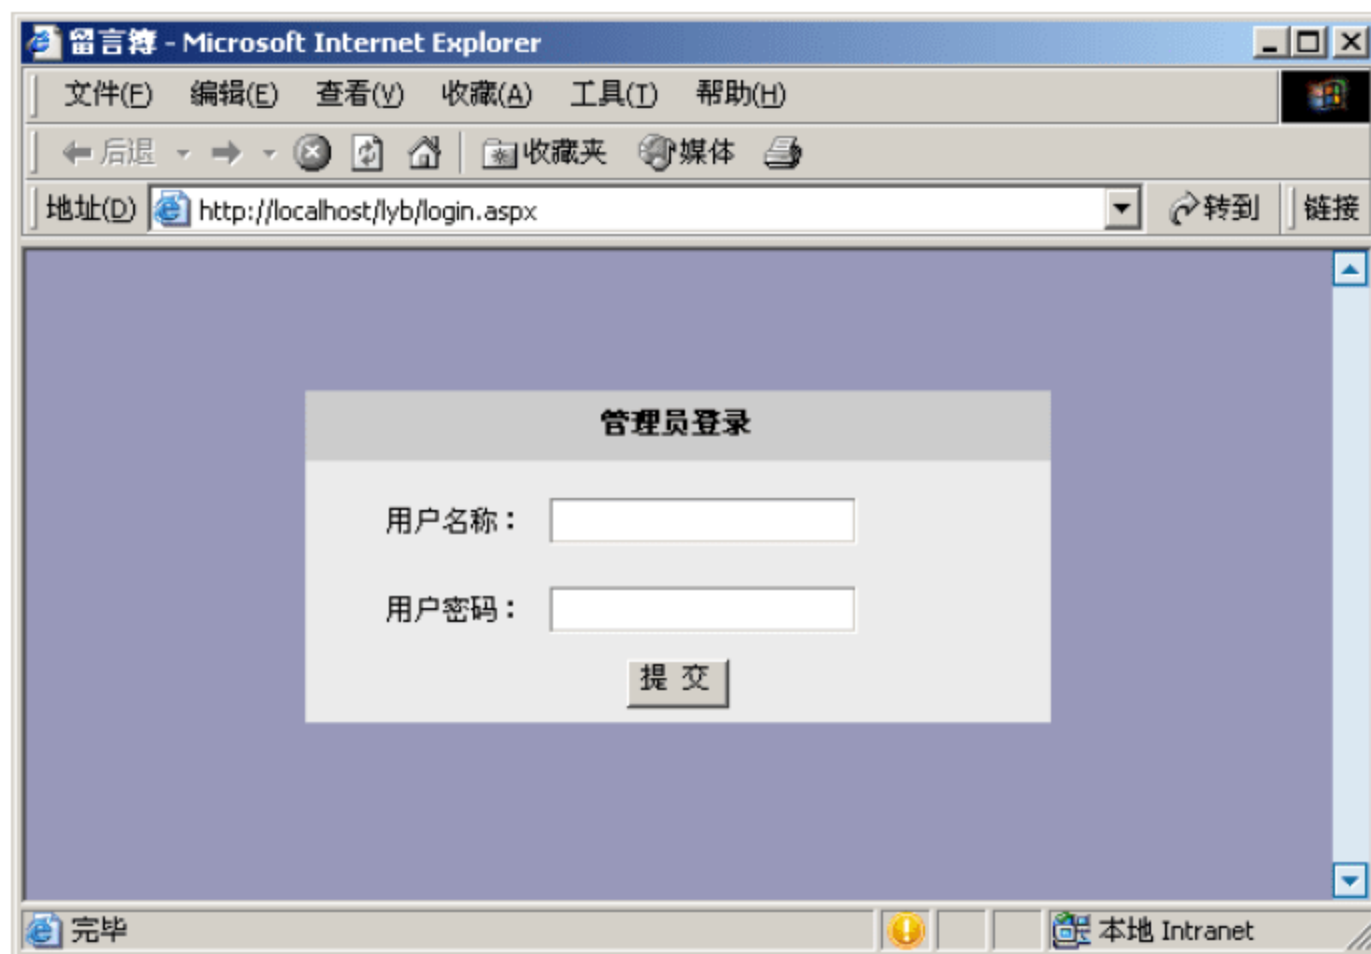 留言簿 - Microsoft Internet Explorer
文件(F) 编辑(E) 查看(V) 收藏(A) 工具(T) 帮助(H)
后退 收藏夹 媒体
地址(D) http://localhost/lyb/login.aspx 转到 链接
管理员登录
用户名称：
用户密码：
提 交
完毕 本地 Intranet